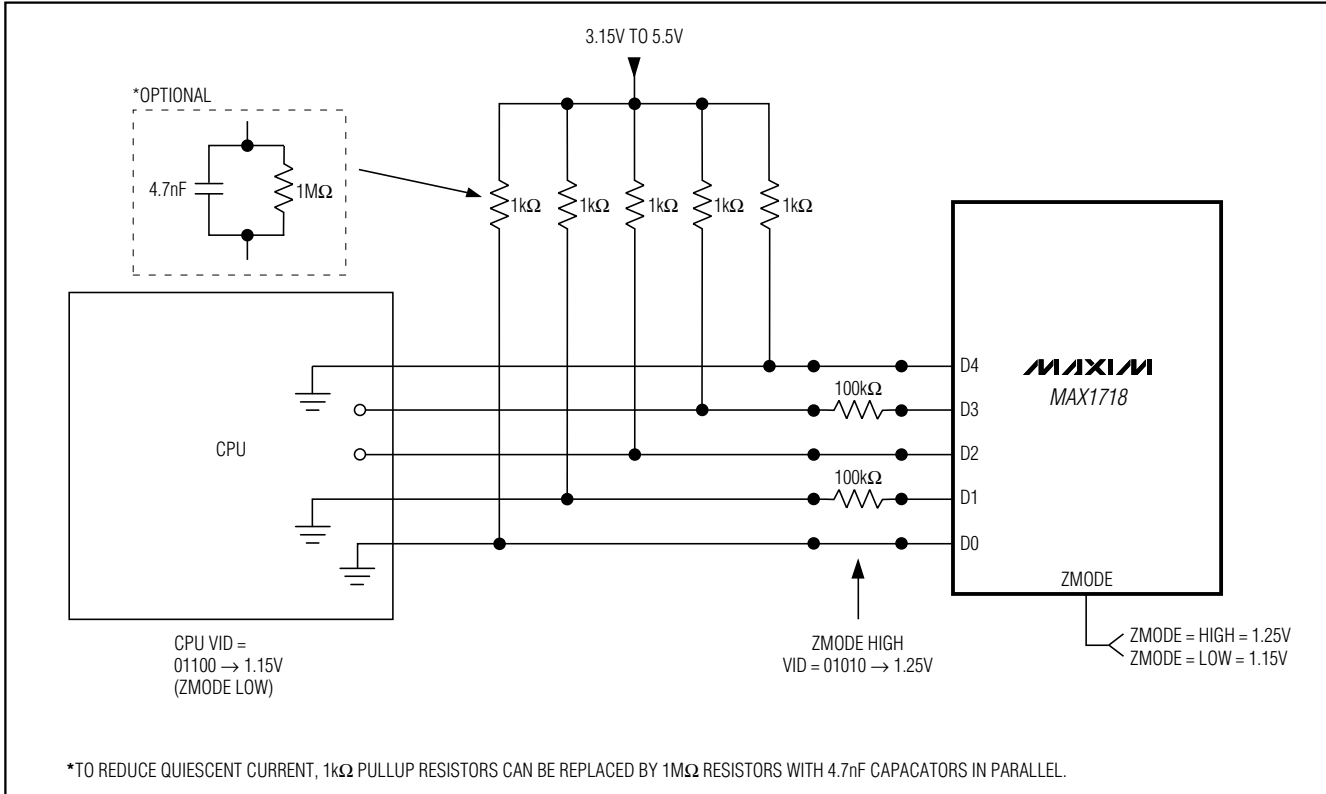 3.15V TO 5.5V
*OPTIONAL
4.7nF
1MΩ
1kΩ
1kΩ
1kΩ
1kΩ
1kΩ
D4
MAXIM
MAX1718
100kΩ
D3
CPU
D2
100kΩ
D1
D0
ZMODE
CPU VID =
01100 → 1.15V
(ZMODE LOW)
ZMODE HIGH
VID = 01010 → 1.25V
ZMODE = HIGH = 1.25V
ZMODE = LOW = 1.15V
*TO REDUCE QUIESCENT CURRENT, 1kΩ PULLUP RESISTORS CAN BE REPLACED BY 1MΩ RESISTORS WITH 4.7nF CAPACATORS IN PARALLEL.